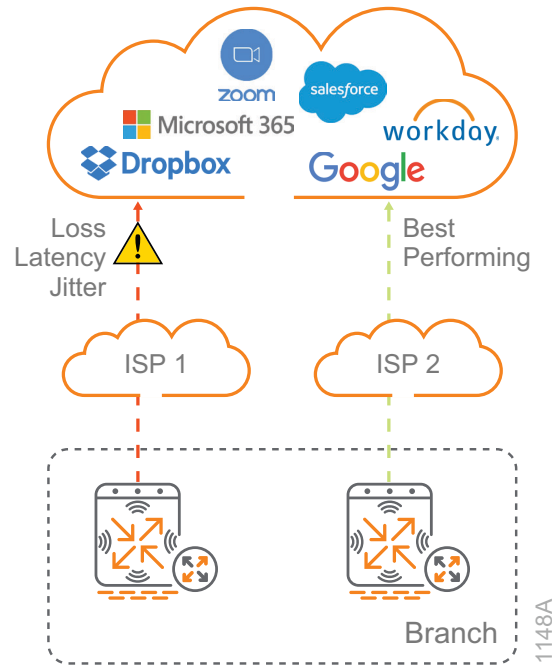 zoom
salesforce
Microsoft 365
workday.
Dropbox
Google
Loss
Latency
Jitter
Best
Performing
ISP 1
ISP 2
Branch
1148A